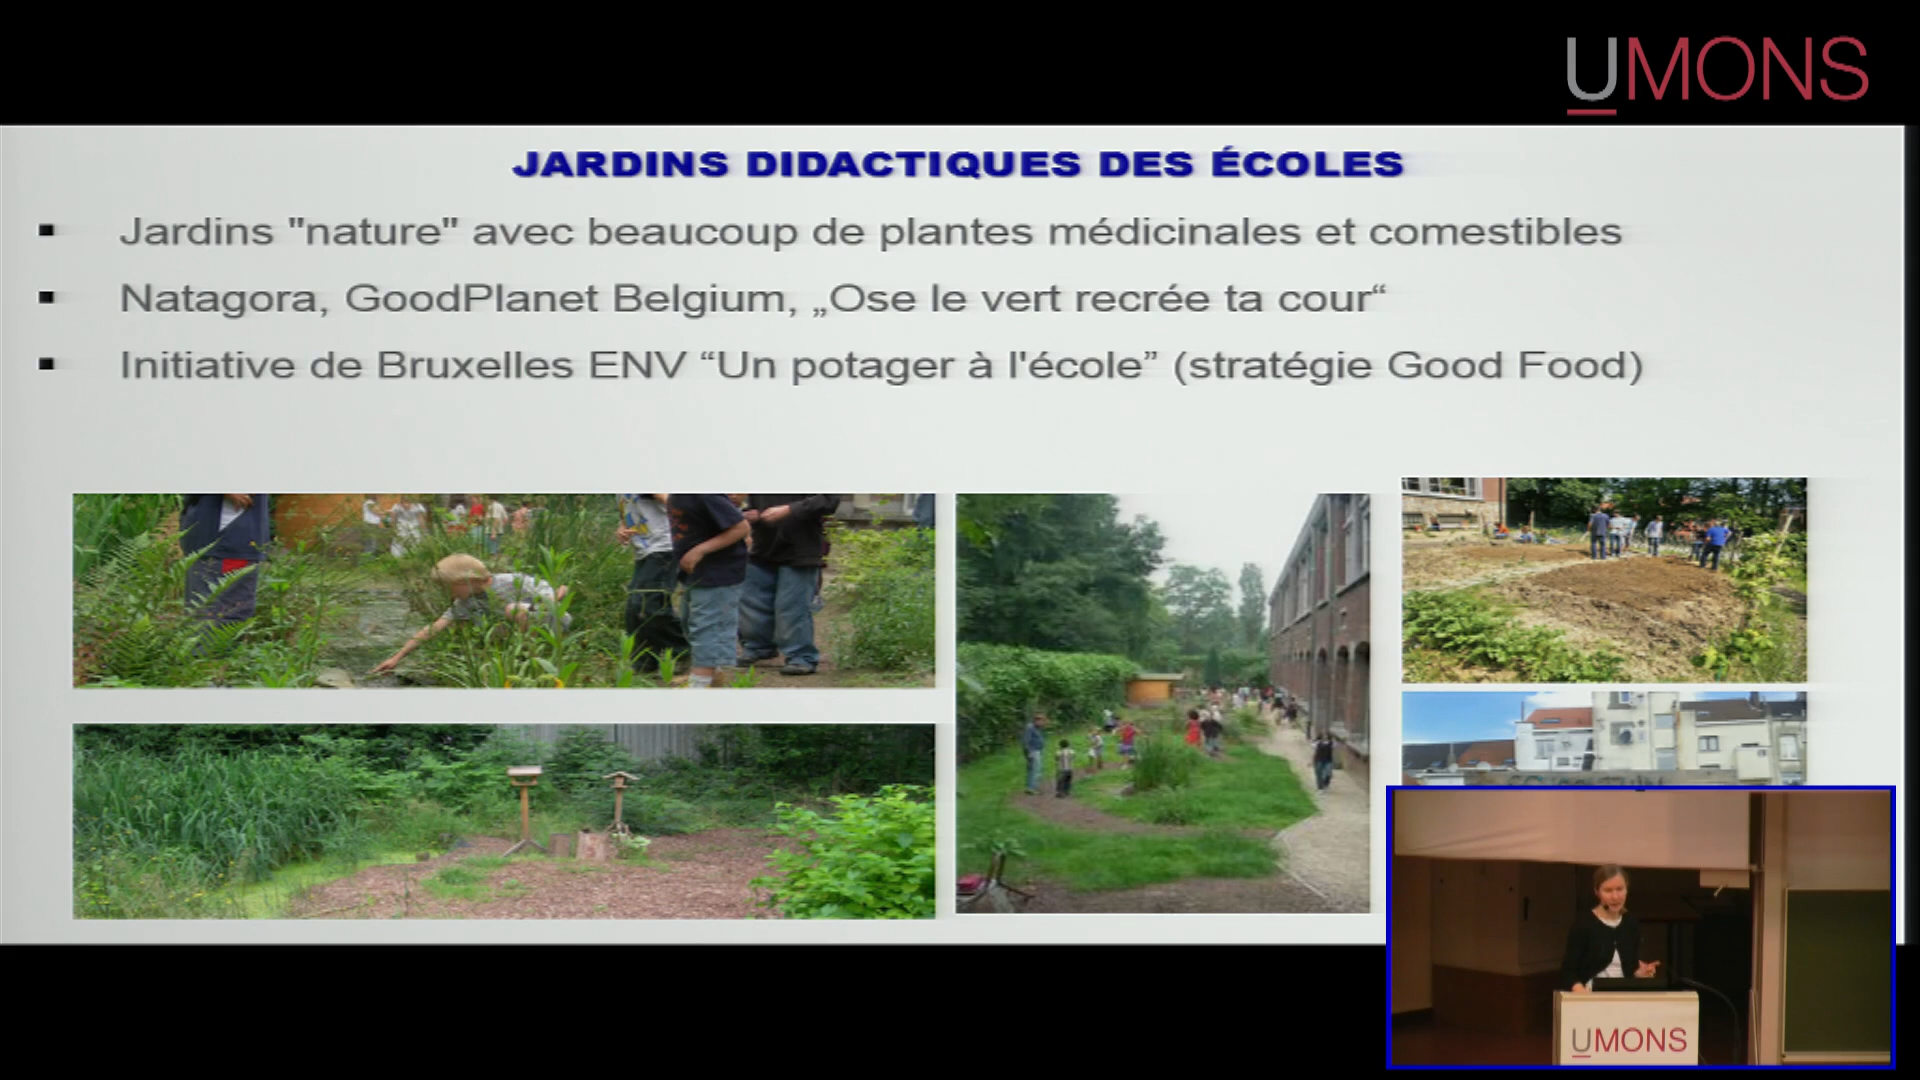 UMONS
JARDINS DIDACTIQUES DES ÉCOLES
▪ Jardins "nature" avec beaucoup de plantes médicinales et comestibles
▪ Natagora, GoodPlanet Belgium, „Ose le vert recrée ta cour“
▪ Initiative de Bruxelles ENV “Un potager à l'école” (stratégie Good Food)
UMONS